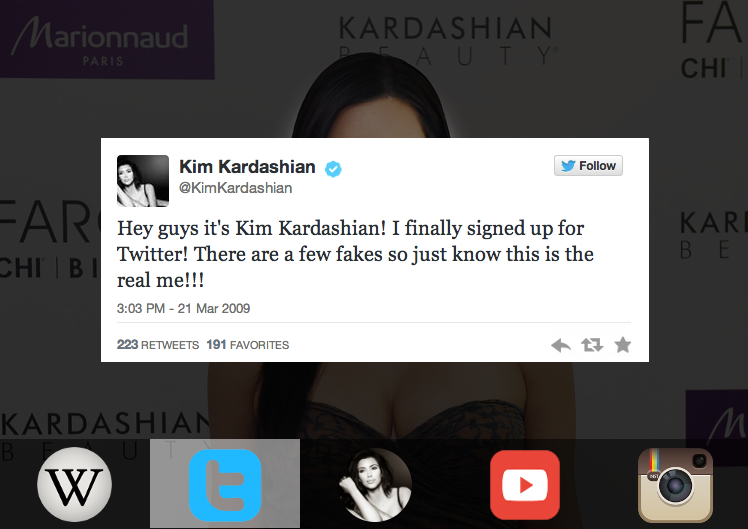 Marionnaud
PARIS
KARDASHIAN
BEAUTY
FA
CHI
Kim Kardashian
@KimKardashian
Follow
Hey guys it's Kim Kardashian! I finally signed up for
Twitter! There are a few fakes so just know this is the
real me!!!
3:03 PM - 21 Mar 2009
223 RETWEETS 191 FAVORITES
FAR
CHI | BI
KAR
BE
KARDASHIAN
BEAUTY
M
W
t
INST